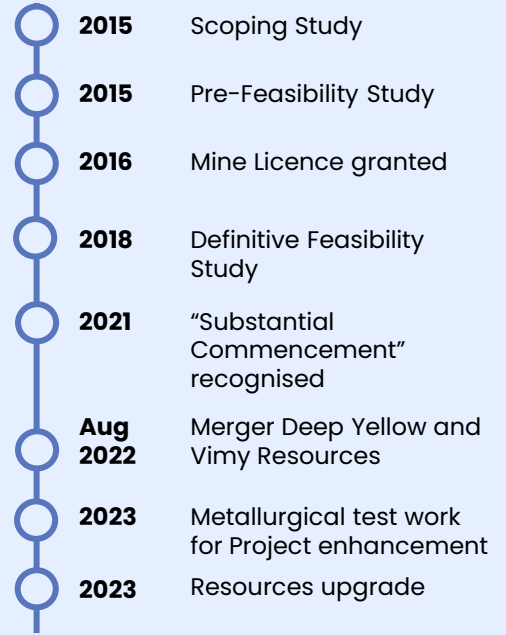 2015 Scoping Study
2015 Pre-Feasibility Study
2016 Mine Licence granted
2018 Definitive Feasibility
Study
2021 “Substantial
Commencement”
recognised
Aug Merger Deep Yellow and
2022 Vimy Resources
2023 Metallurgical test work
for Project enhancement
2023 Resources upgrade